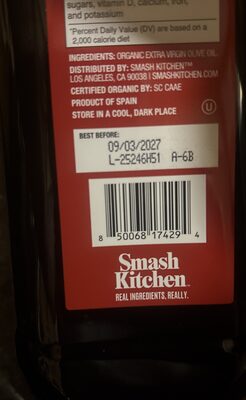 sugars, vitamin D, calcium, iron,
and potassium
*Percent Daily Value (DV) are based on a
2,000 calorie diet
INGREDIENTS: ORGANIC EXTRA VIRGIN OLIVE OIL.
DISTRIBUTED BY: SMASH KITCHEN™
LOS ANGELES, CA 90038 | SMASHKITCHEN.COM
CERTIFIED ORGANIC BY: SC CAAE
PRODUCT OF SPAIN
STORE IN A COOL, DARK PLACE
U
BEST BEFORE:
09/03/2027
L-25246H51 A-6B
8 50068 17429 4
Smash
Kitchen™
REAL INGREDIENTS. REALLY.